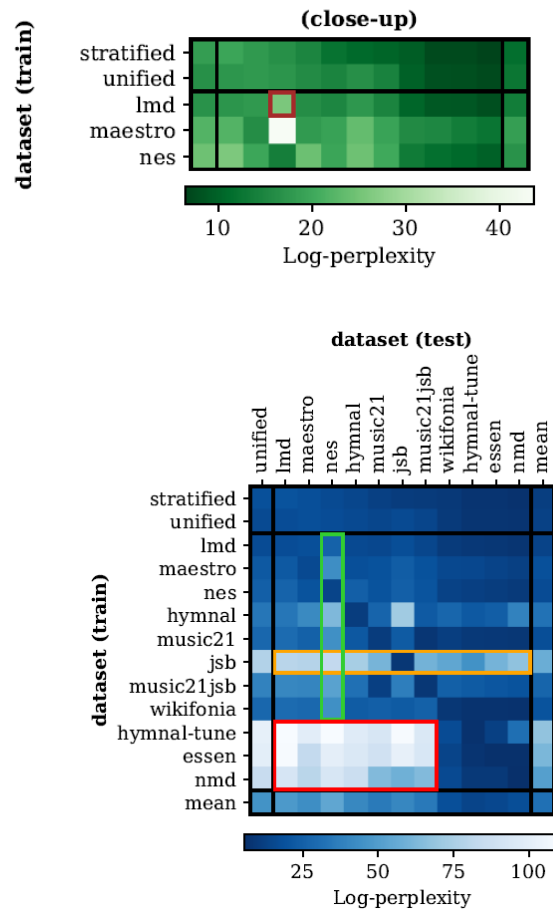 (close-up)
dataset (train)
stratified
unified
lmd
maestro
nes
10 20 30 40
Log-perplexity
dataset (test)
unified lmd maestro nes hymnal music21 jsb music21jsb wikifonia hymnal-tune essen nmd mean
dataset (train)
stratified
unified
lmd
maestro
nes
hymnal
music21
jsb
music21jsb
wikifonia
hymnal-tune
essen
nmd
mean
25 50 75 100
Log-perplexity